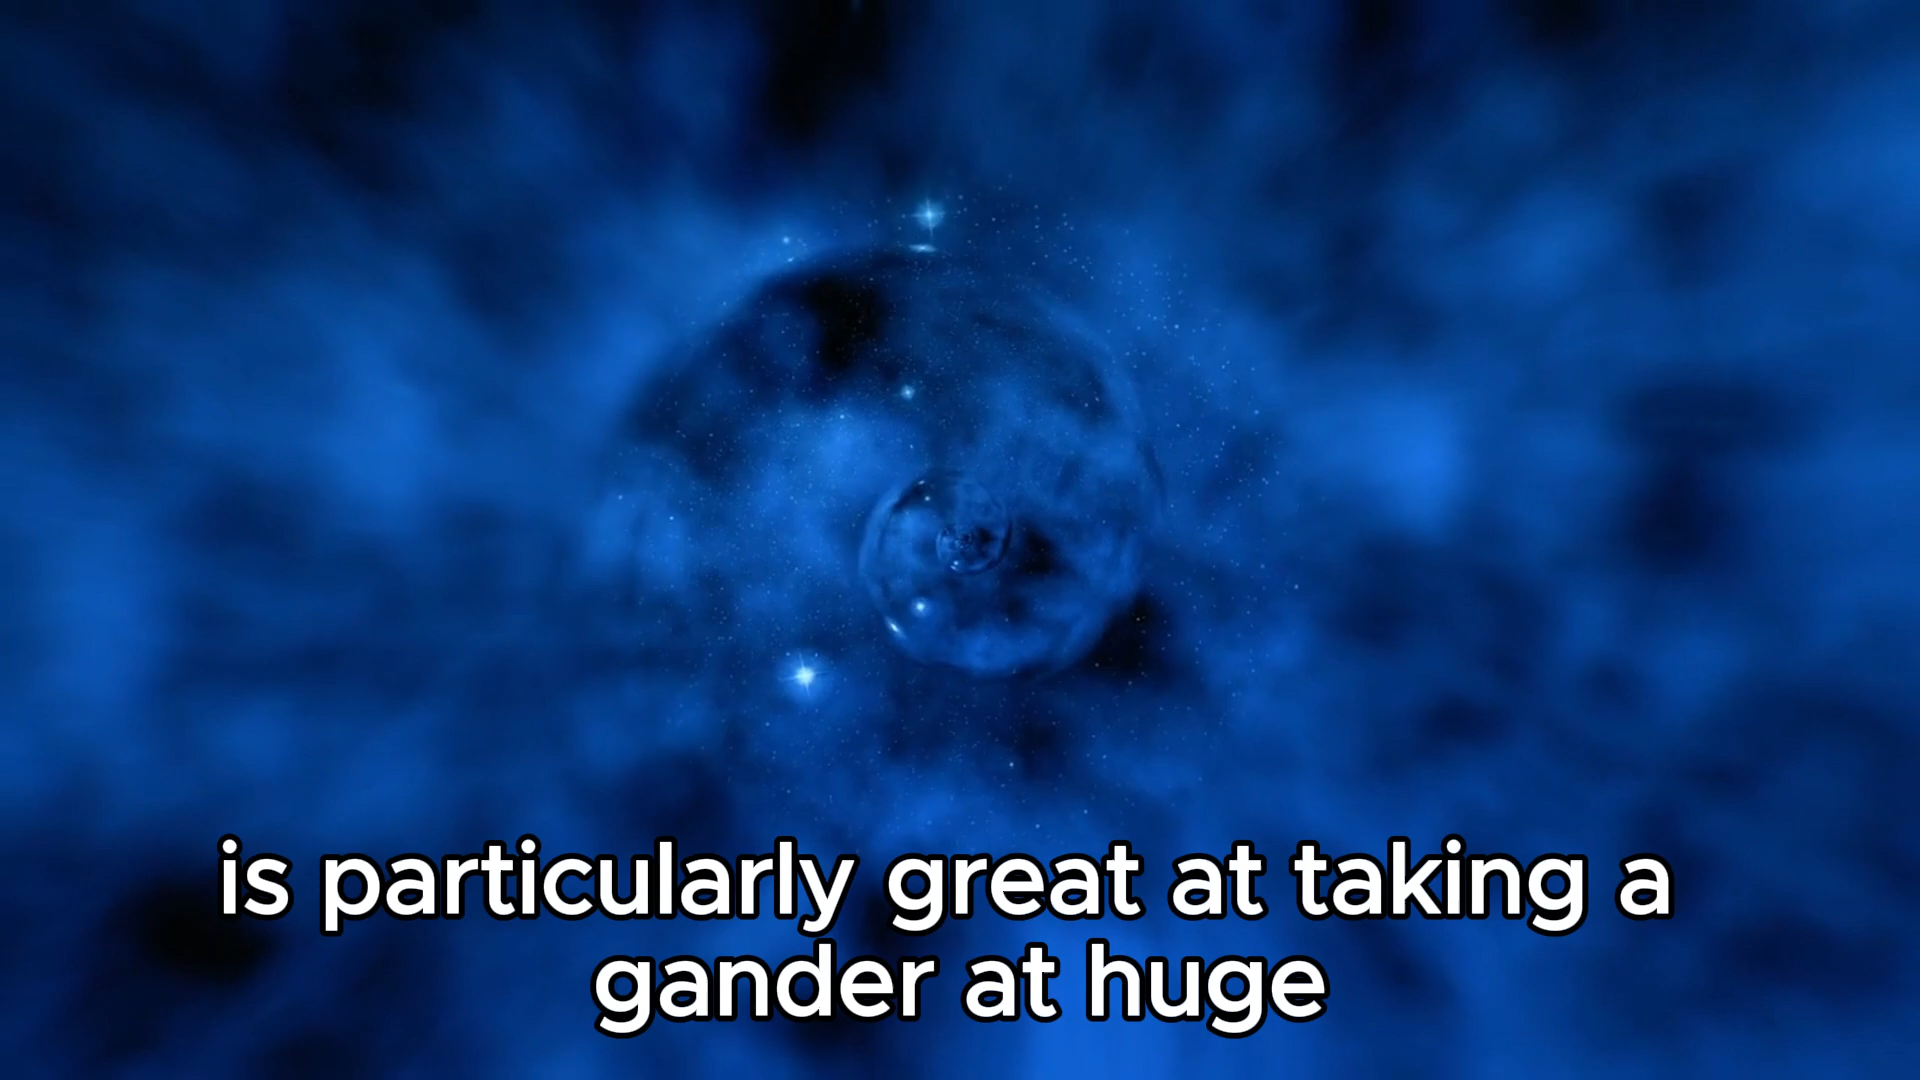 is particularly great at taking a
gander at huge